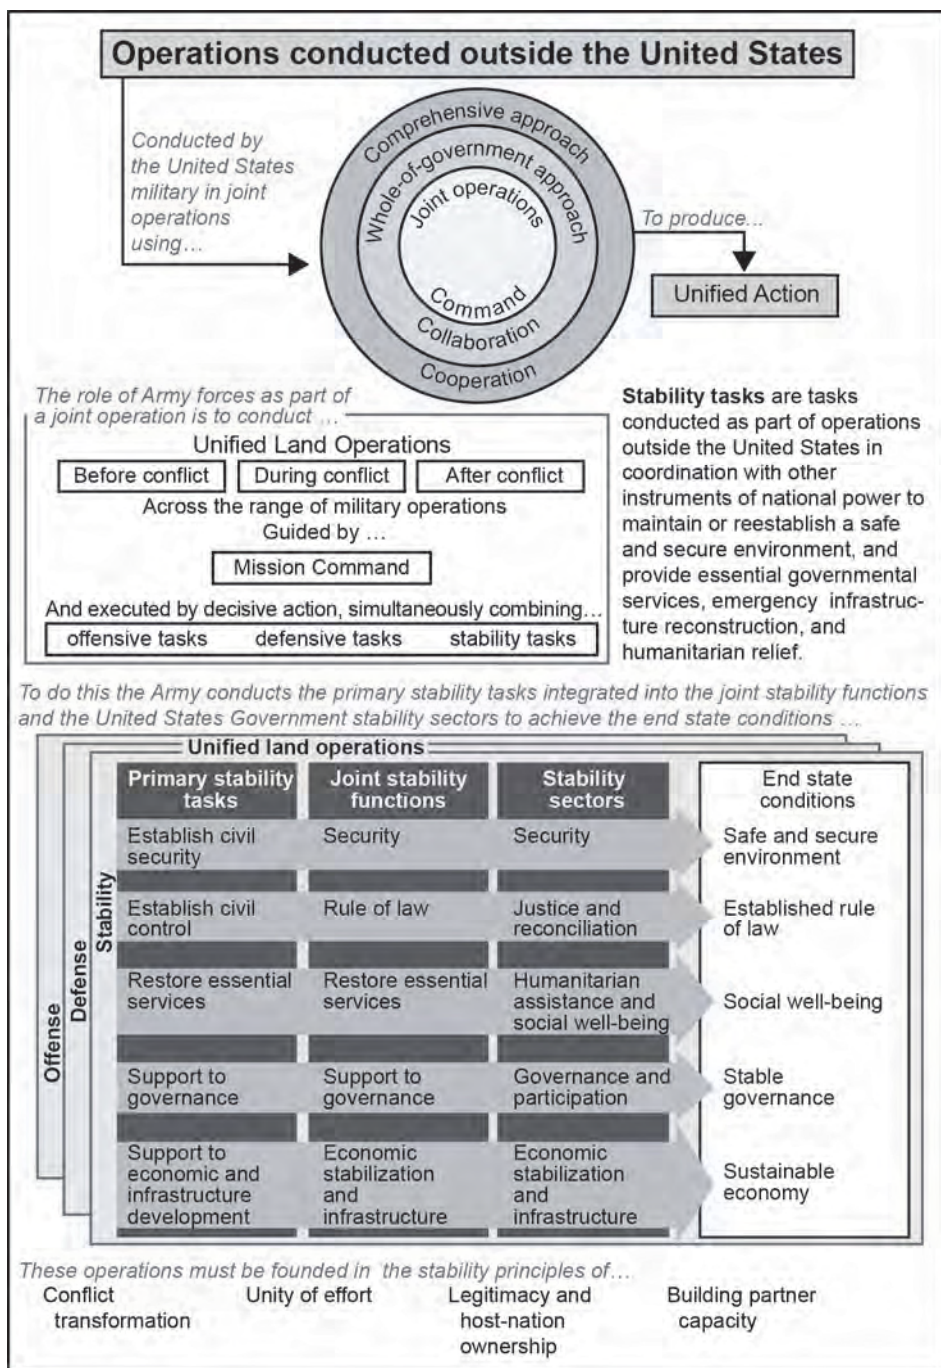 Operations conducted outside the United States
Conducted by
the United States
military in joint
operations
using…
Comprehensive approach
Whole-of-government approach
Joint operations
Command
Collaboration
Cooperation
To produce…
Unified Action
The role of Army forces as part of
a joint operation is to conduct …
Unified Land Operations
Before conflict
During conflict
After conflict
Across the range of military operations
Guided by …
Mission Command
And executed by decisive action, simultaneously combining…
offensive tasks defensive tasks stability tasks
Stability tasks are tasks
conducted as part of operations
outside the United States in
coordination with other
instruments of national power to
maintain or reestablish a safe
and secure environment, and
provide essential governmental
services, emergency infrastruc-
ture reconstruction, and
humanitarian relief.
To do this the Army conducts the primary stability tasks integrated into the joint stability functions
and the United States Government stability sectors to achieve the end state conditions …
Unified land operations
Offense
Defense
Stability
Primary stability
tasks
Joint stability
functions
Stability
sectors
End state
conditions
Establish civil
security
Security
Security
Safe and secure
environment
Establish civil
control
Rule of law
Justice and
reconciliation
Established rule
of law
Restore essential
services
Restore essential
services
Humanitarian
assistance and
social well-being
Social well-being
Support to
governance
Support to
governance
Governance and
participation
Stable
governance
Support to
economic and
infrastructure
development
Economic
stabilization
and
infrastructure
Economic
stabilization
and
infrastructure
Sustainable
economy
These operations must be founded in the stability principles of…
Conflict
transformation
Unity of effort
Legitimacy and
host-nation
ownership
Building partner
capacity